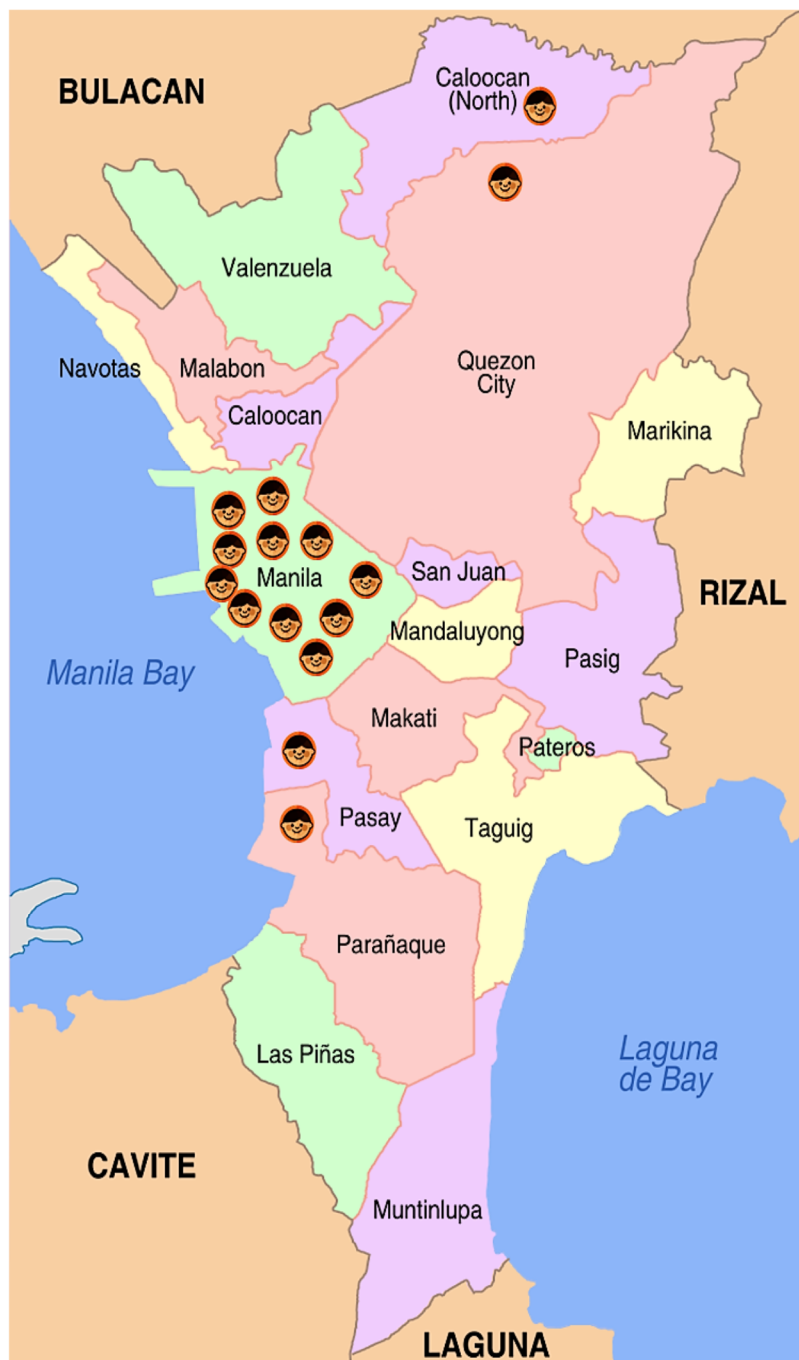 Caloocan
(North)
BULACAN
Valenzuela
Navotas
Malabon
Quezon
City
Caloocan
Marikina
San Juan
Manila
RIZAL
Mandaluyong
Pasig
Manila Bay
Makati
Pateros
Pasay
Taguig
Parañaque
Las Piñas
Laguna
de Bay
CAVITE
Muntinlupa
LAGUNA